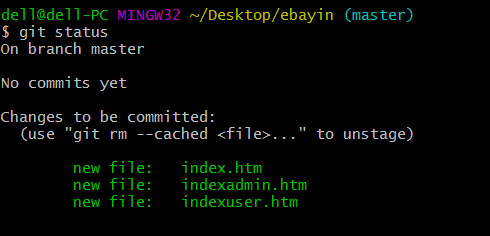 dell@dell-PC MINGW32 ~/Desktop/ebayin (master)
$ git status
On branch master
No commits yet
Changes to be committed:
(use "git rm --cached <file>..." to unstage)
new file: index.htm
new file: indexadmin.htm
new file: indexuser.htm